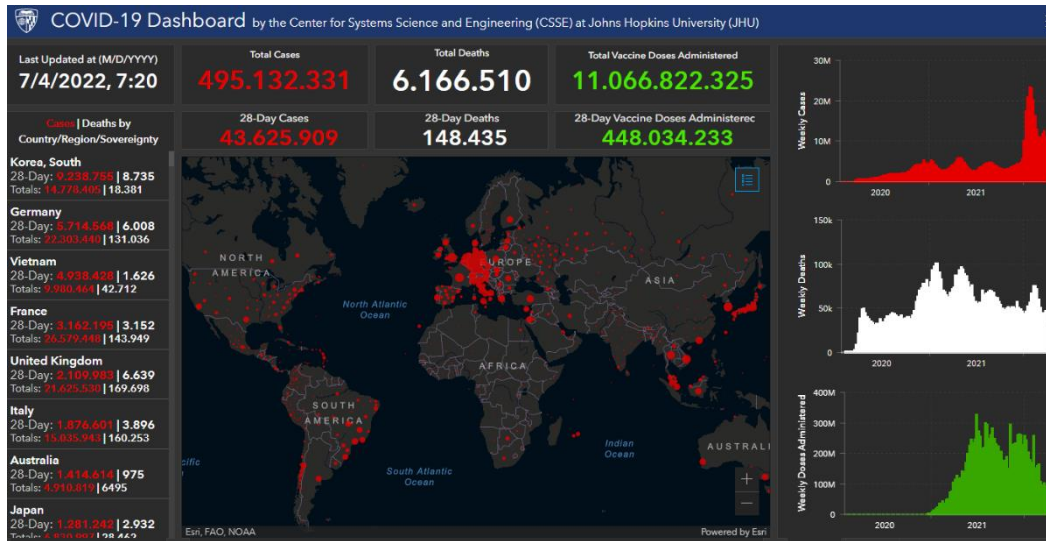 COVID-19 Dashboard by the Center for Systems Science and Engineering (CSSE) at Johns Hopkins University (JHU)
Last Updated at (M/D/YYYY)
7/4/2022, 7:20
Total Cases
495.132.331
Total Deaths
6.166.510
Total Vaccine Doses Administered
11.066.822.325
28-Day Cases
43.625.909
28-Day Deaths
148.435
28-Day Vaccine Doses Administerec
448.034.233
Cases | Deaths by
Country/Region/Sovereignty
Korea, South
28-Day: 9.238.755 | 8.735
Totals: 14.778.405 | 18.381
Germany
28-Day: 5.714.568 | 6.008
Totals: 22.303.440 | 131.036
Vietnam
28-Day: 4.938.428 | 1.626
Totals: 9.980.464 | 42.712
France
28-Day: 3.162.195 | 3.152
Totals: 26.579.448 | 143.949
United Kingdom
28-Day: 2.109.983 | 6.639
Totals: 21.625.530 | 169.698
Italy
28-Day: 1.876.601 | 3.896
Totals: 15.035.943 | 160.253
Australia
28-Day: 1.414.614 | 975
Totals: 4.910.819 | 6495
Japan
28-Day: 1.281.242 | 2.932
Totals: | 28.462
NORTH
AMERICA
EUROPE
ASIA
North Atlantic
Ocean
AFRICA
SOUTH
AMERICA
Indian
Ocean
AUSTRALI
cific
South Atlantic
Ocean
+
−
Esri, FAO, NOAA
Powered by Esri
Weekly Cases
30M
20M
10M
0
2020
2021
Weekly Deaths
150k
100k
50k
0
2020
2021
Weekly Doses Administered
400M
300M
200M
100M
0
2020
2021